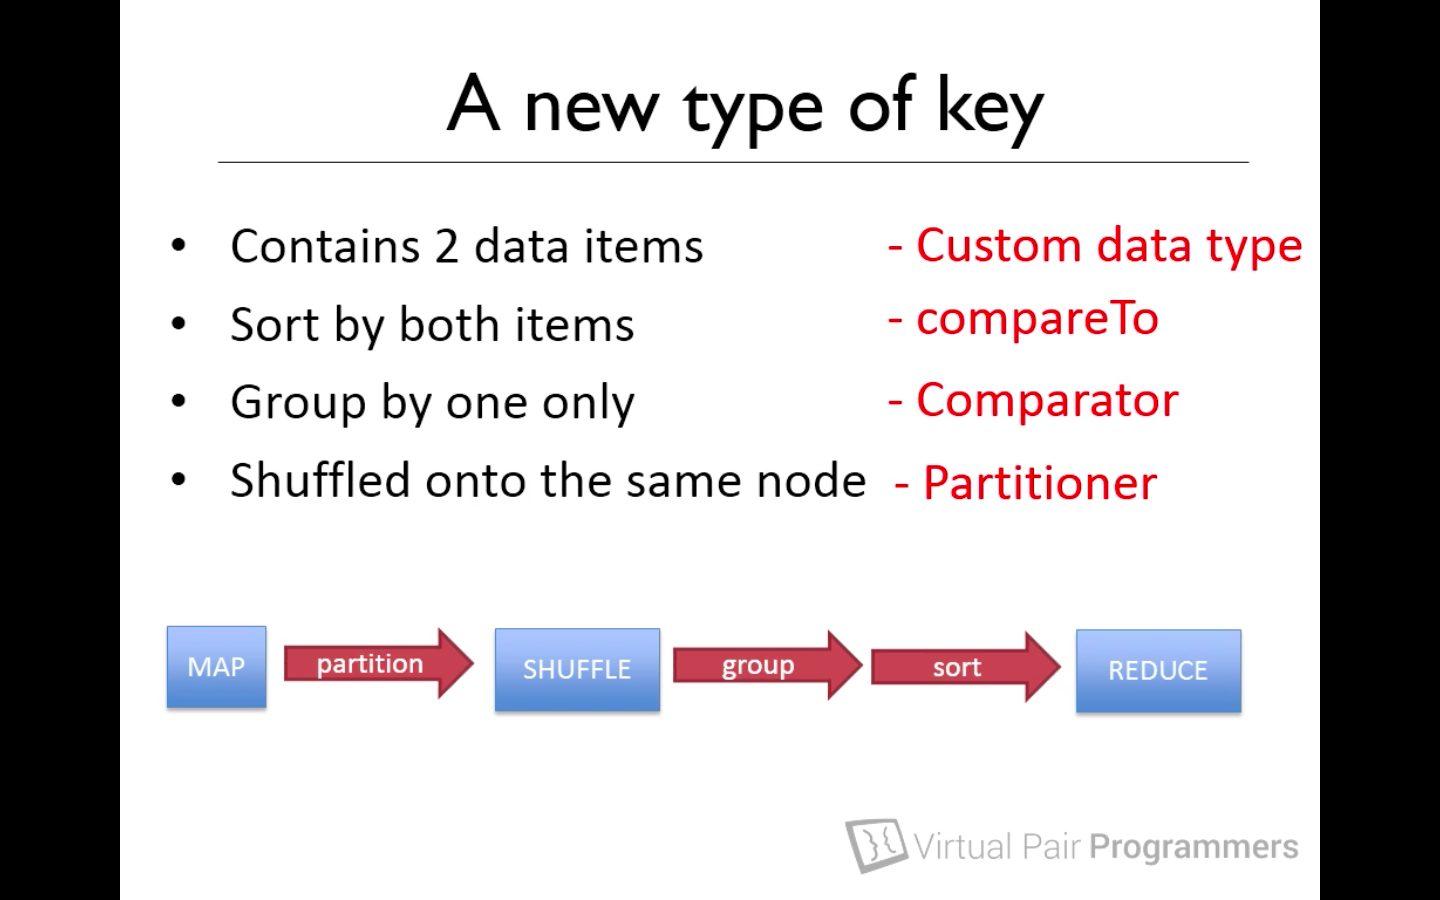 A new type of key
• Contains 2 data items - Custom data type
• Sort by both items - compareTo
• Group by one only - Comparator
• Shuffled onto the same node - Partitioner
MAP partition SHUFFLE group sort REDUCE
Virtual Pair Programmers